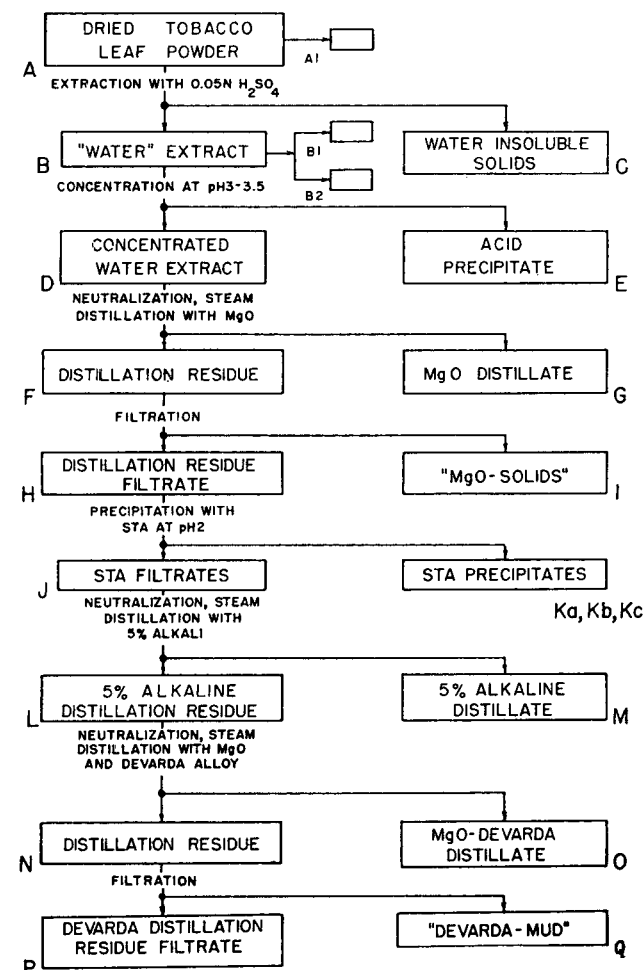 DRIED TOBACCO
LEAF POWDER
A1
A
EXTRACTION WITH 0.05N H₂SO₄
"WATER" EXTRACT
B1
WATER INSOLUBLE
SOLIDS
B
C
CONCENTRATION AT pH3-3.5
B2
CONCENTRATED
WATER EXTRACT
ACID
PRECIPITATE
D
E
NEUTRALIZATION, STEAM
DISTILLATION WITH MgO
DISTILLATION RESIDUE
MgO DISTILLATE
F
G
FILTRATION
DISTILLATION RESIDUE
FILTRATE
"MgO-SOLIDS"
H
I
PRECIPITATION WITH
STA AT pH2
STA FILTRATES
STA PRECIPITATES
J
Ka, Kb, Kc
NEUTRALIZATION, STEAM
DISTILLATION WITH
5% ALKALI
5% ALKALINE
DISTILLATION RESIDUE
5% ALKALINE
DISTILLATE
L
M
NEUTRALIZATION, STEAM
DISTILLATION WITH MgO
AND DEVARDA ALLOY
DISTILLATION RESIDUE
MgO-DEVARDA
DISTILLATE
N
O
FILTRATION
DEVARDA DISTILLATION
RESIDUE FILTRATE
"DEVARDA-MUD"
P
Q